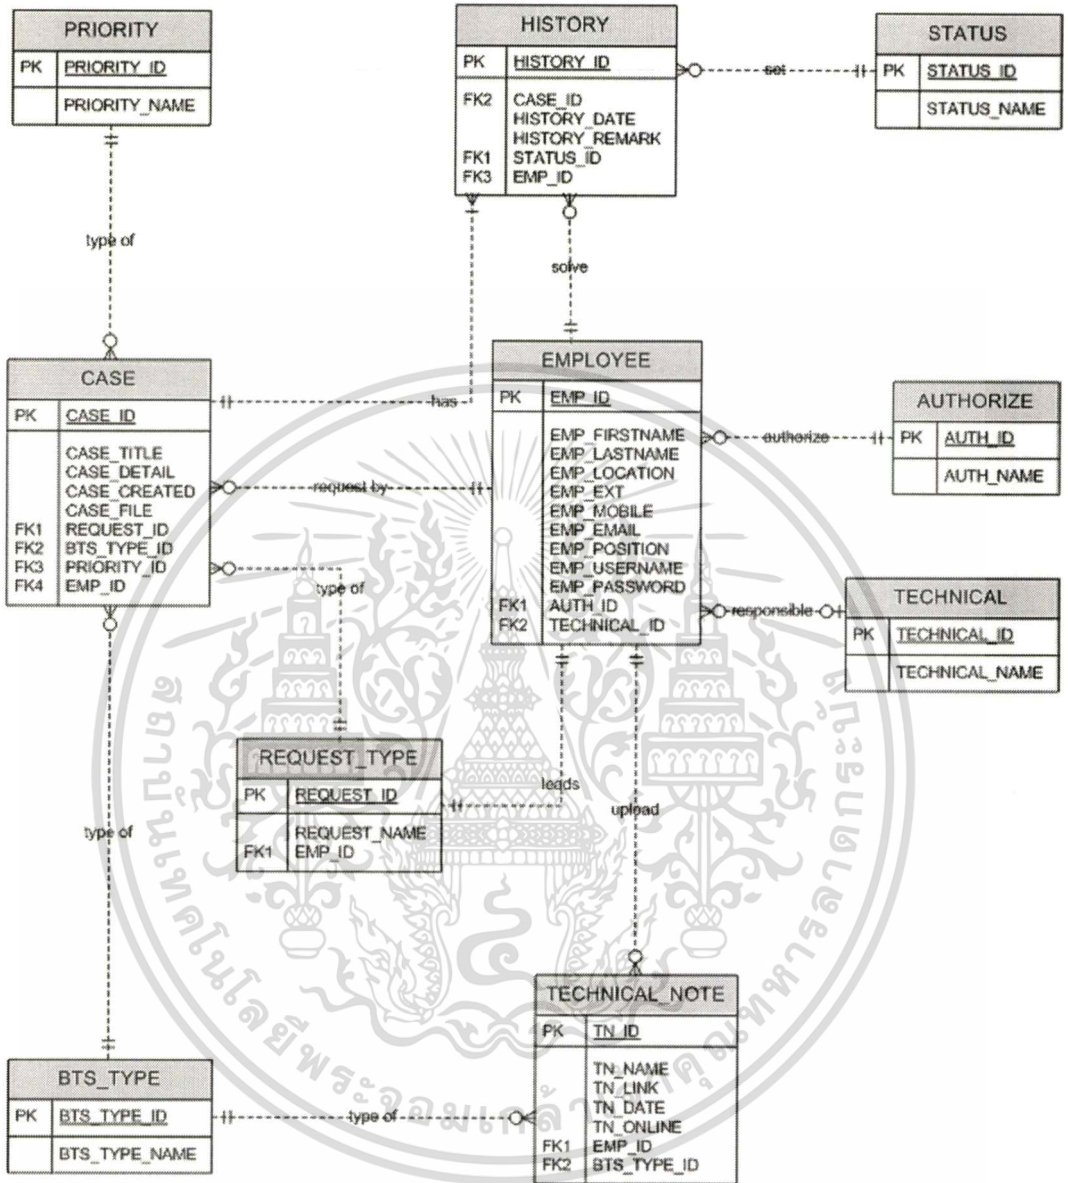 PRIORITY
PK PRIORITY_ID
PRIORITY_NAME
HISTORY
PK HISTORY_ID
FK2 CASE_ID
HISTORY_DATE
HISTORY_REMARK
FK1 STATUS_ID
FK3 EMP_ID
set
STATUS
PK STATUS_ID
STATUS_NAME
type of
solve
CASE
PK CASE_ID
CASE_TITLE
CASE_DETAIL
CASE_CREATED
CASE_FILE
FK1 REQUEST_ID
FK2 BTS_TYPE_ID
FK3 PRIORITY_ID
FK4 EMP_ID
has
request by
type of
EMPLOYEE
PK EMP_ID
EMP_FIRSTNAME
EMP_LASTNAME
EMP_LOCATION
EMP_EXT
EMP_MOBILE
EMP_EMAIL
EMP_POSITION
EMP_USERNAME
EMP_PASSWORD
FK1 AUTH_ID
FK2 TECHNICAL_ID
authorize
AUTHORIZE
PK AUTH_ID
AUTH_NAME
responsible
TECHNICAL
PK TECHNICAL_ID
TECHNICAL_NAME
REQUEST_TYPE
PK REQUEST_ID
REQUEST_NAME
FK1 EMP_ID
leads
upload
type of
TECHNICAL_NOTE
PK TN_ID
TN_NAME
TN_LINK
TN_DATE
TN_ONLINE
FK1 EMP_ID
FK2 BTS_TYPE_ID
BTS_TYPE
PK BTS_TYPE_ID
BTS_TYPE_NAME
type of